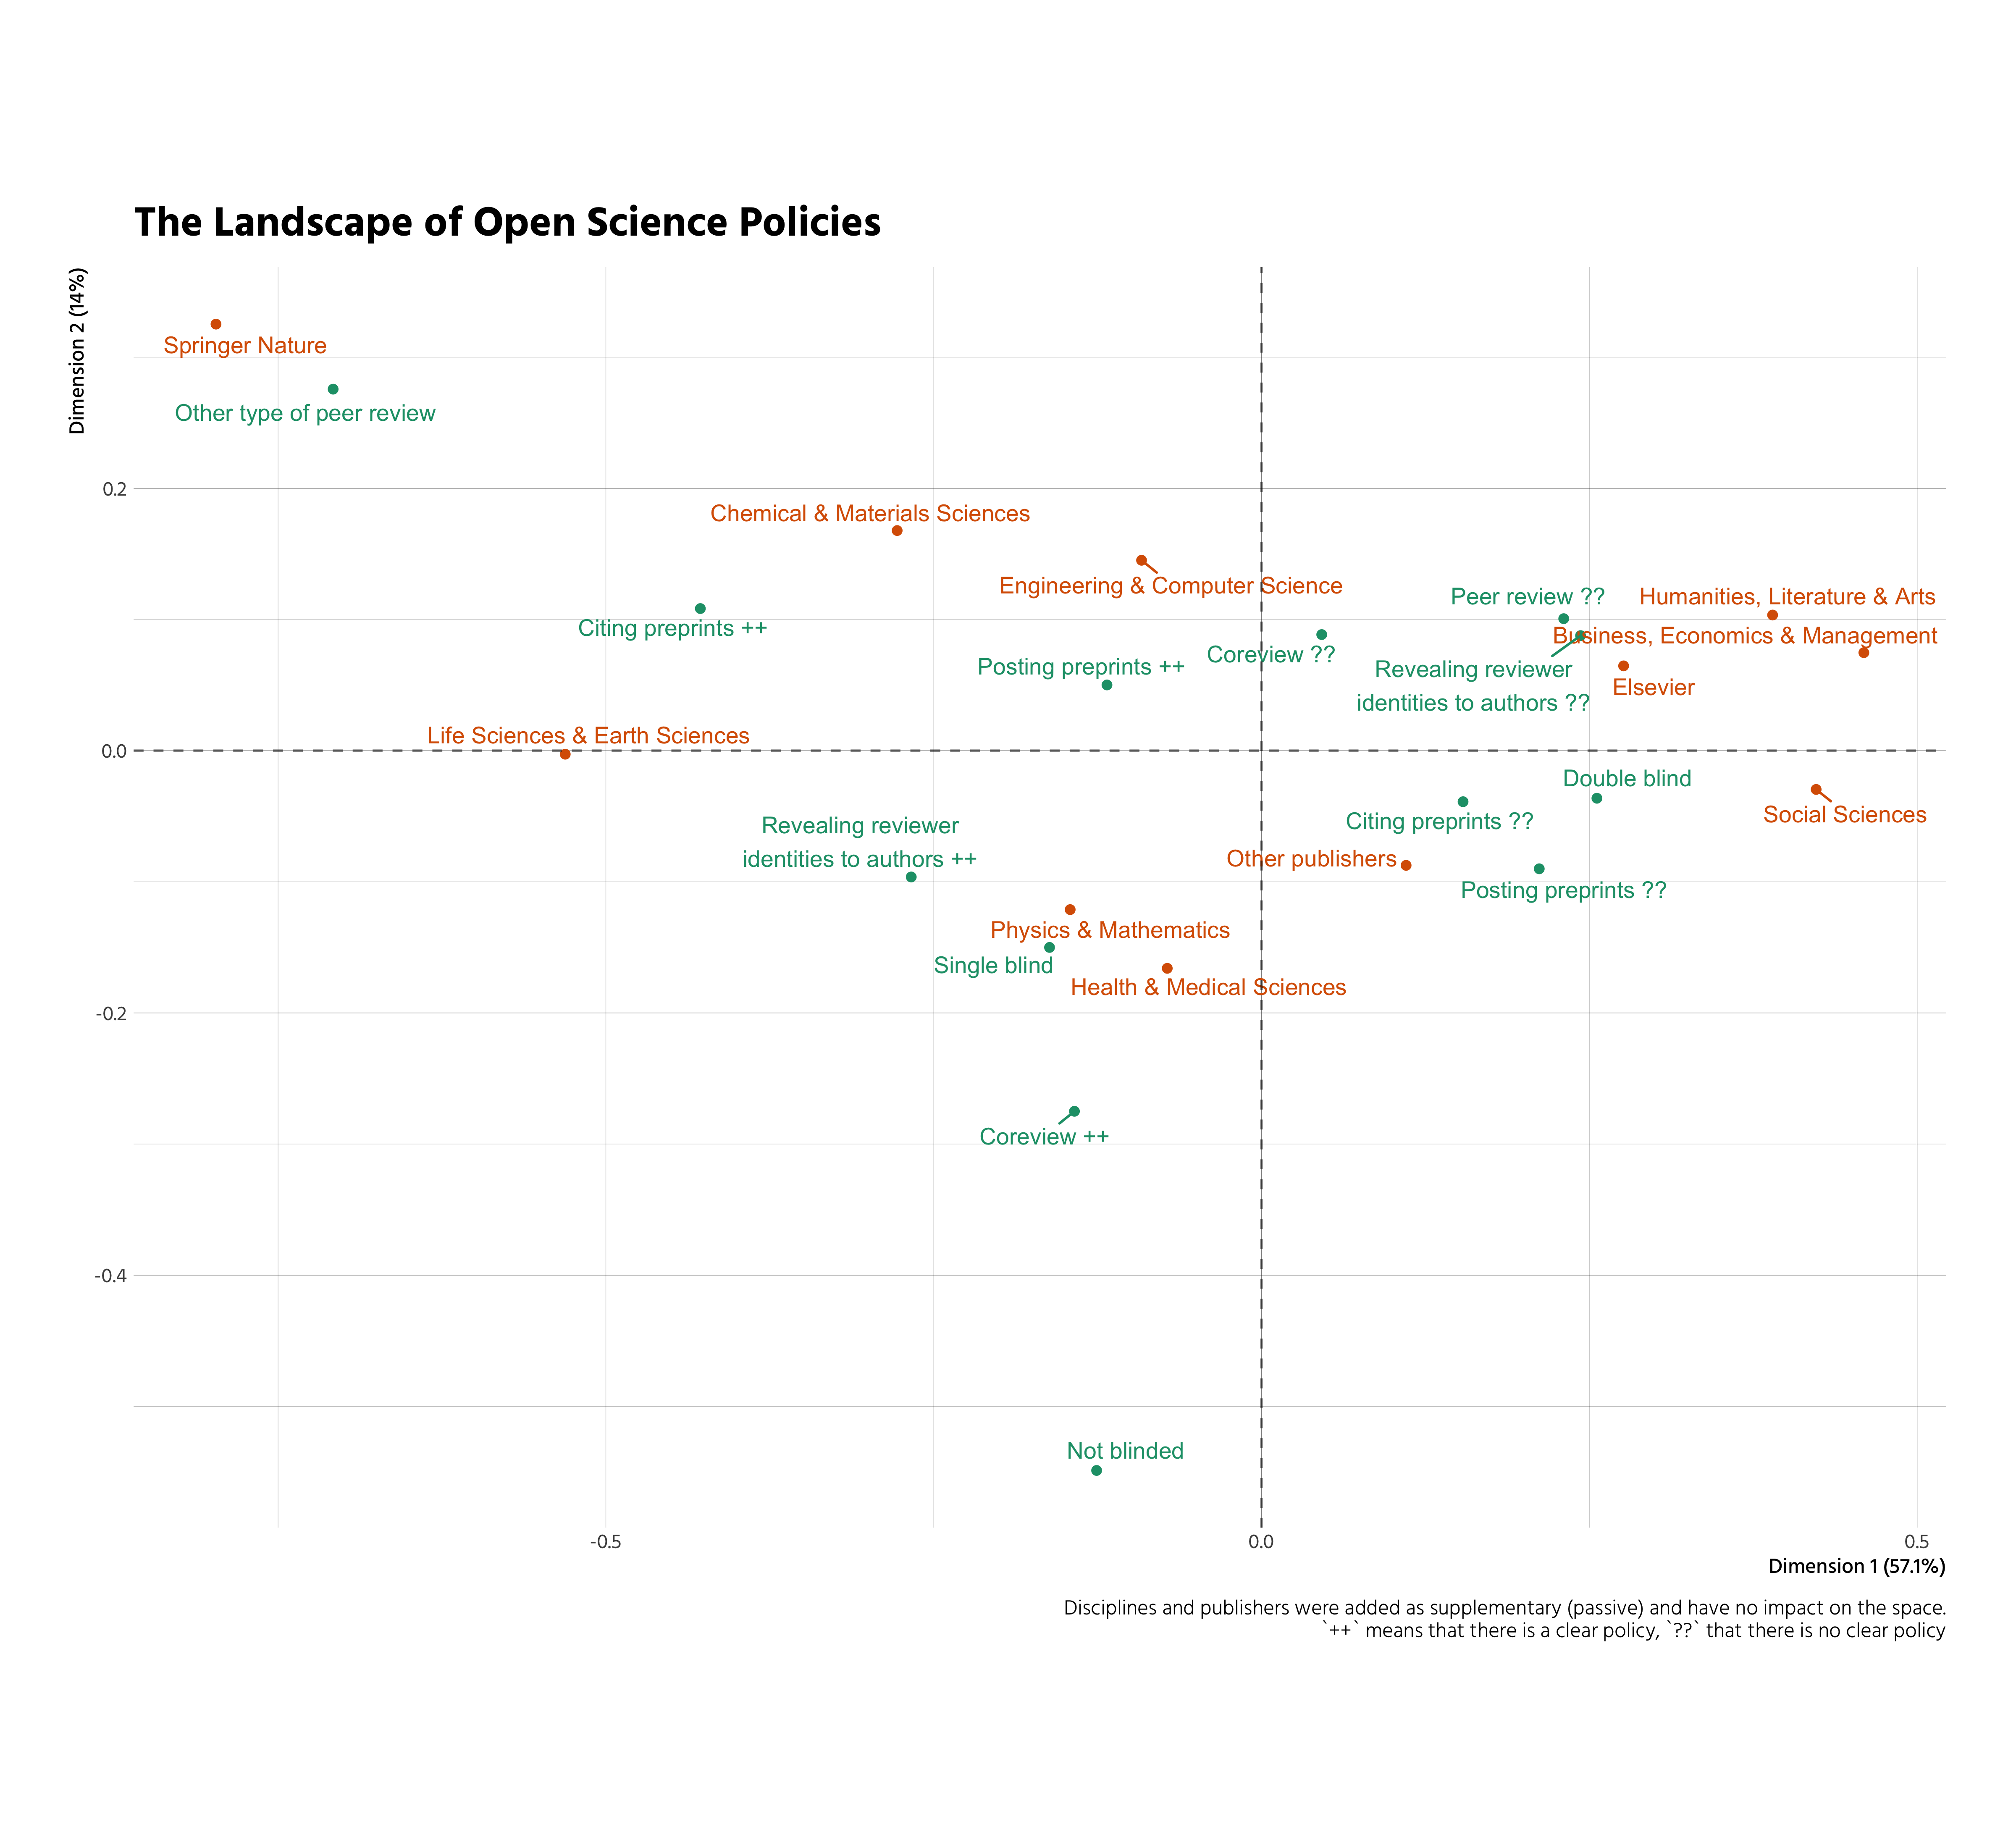 The Landscape of Open Science Policies
Dimension 2 (14%)
Springer Nature
Other type of peer review
0.2
Chemical & Materials Sciences
Engineering & Computer Science
Peer review ??
Humanities, Literature & Arts
Citing preprints ++
Business, Economics & Management
Coreview ??
Posting preprints ++
Revealing reviewer
identities to authors ??
Elsevier
Life Sciences & Earth Sciences
0.0
Double blind
Social Sciences
Citing preprints ??
Revealing reviewer
identities to authors ++
Other publishers
Posting preprints ??
Physics & Mathematics
Single blind
Health & Medical Sciences
-0.2
Coreview ++
-0.4
Not blinded
-0.5
0.0
0.5
Dimension 1 (57.1%)
Disciplines and publishers were added as supplementary (passive) and have no impact on the space.
`++` means that there is a clear policy, `??` that there is no clear policy